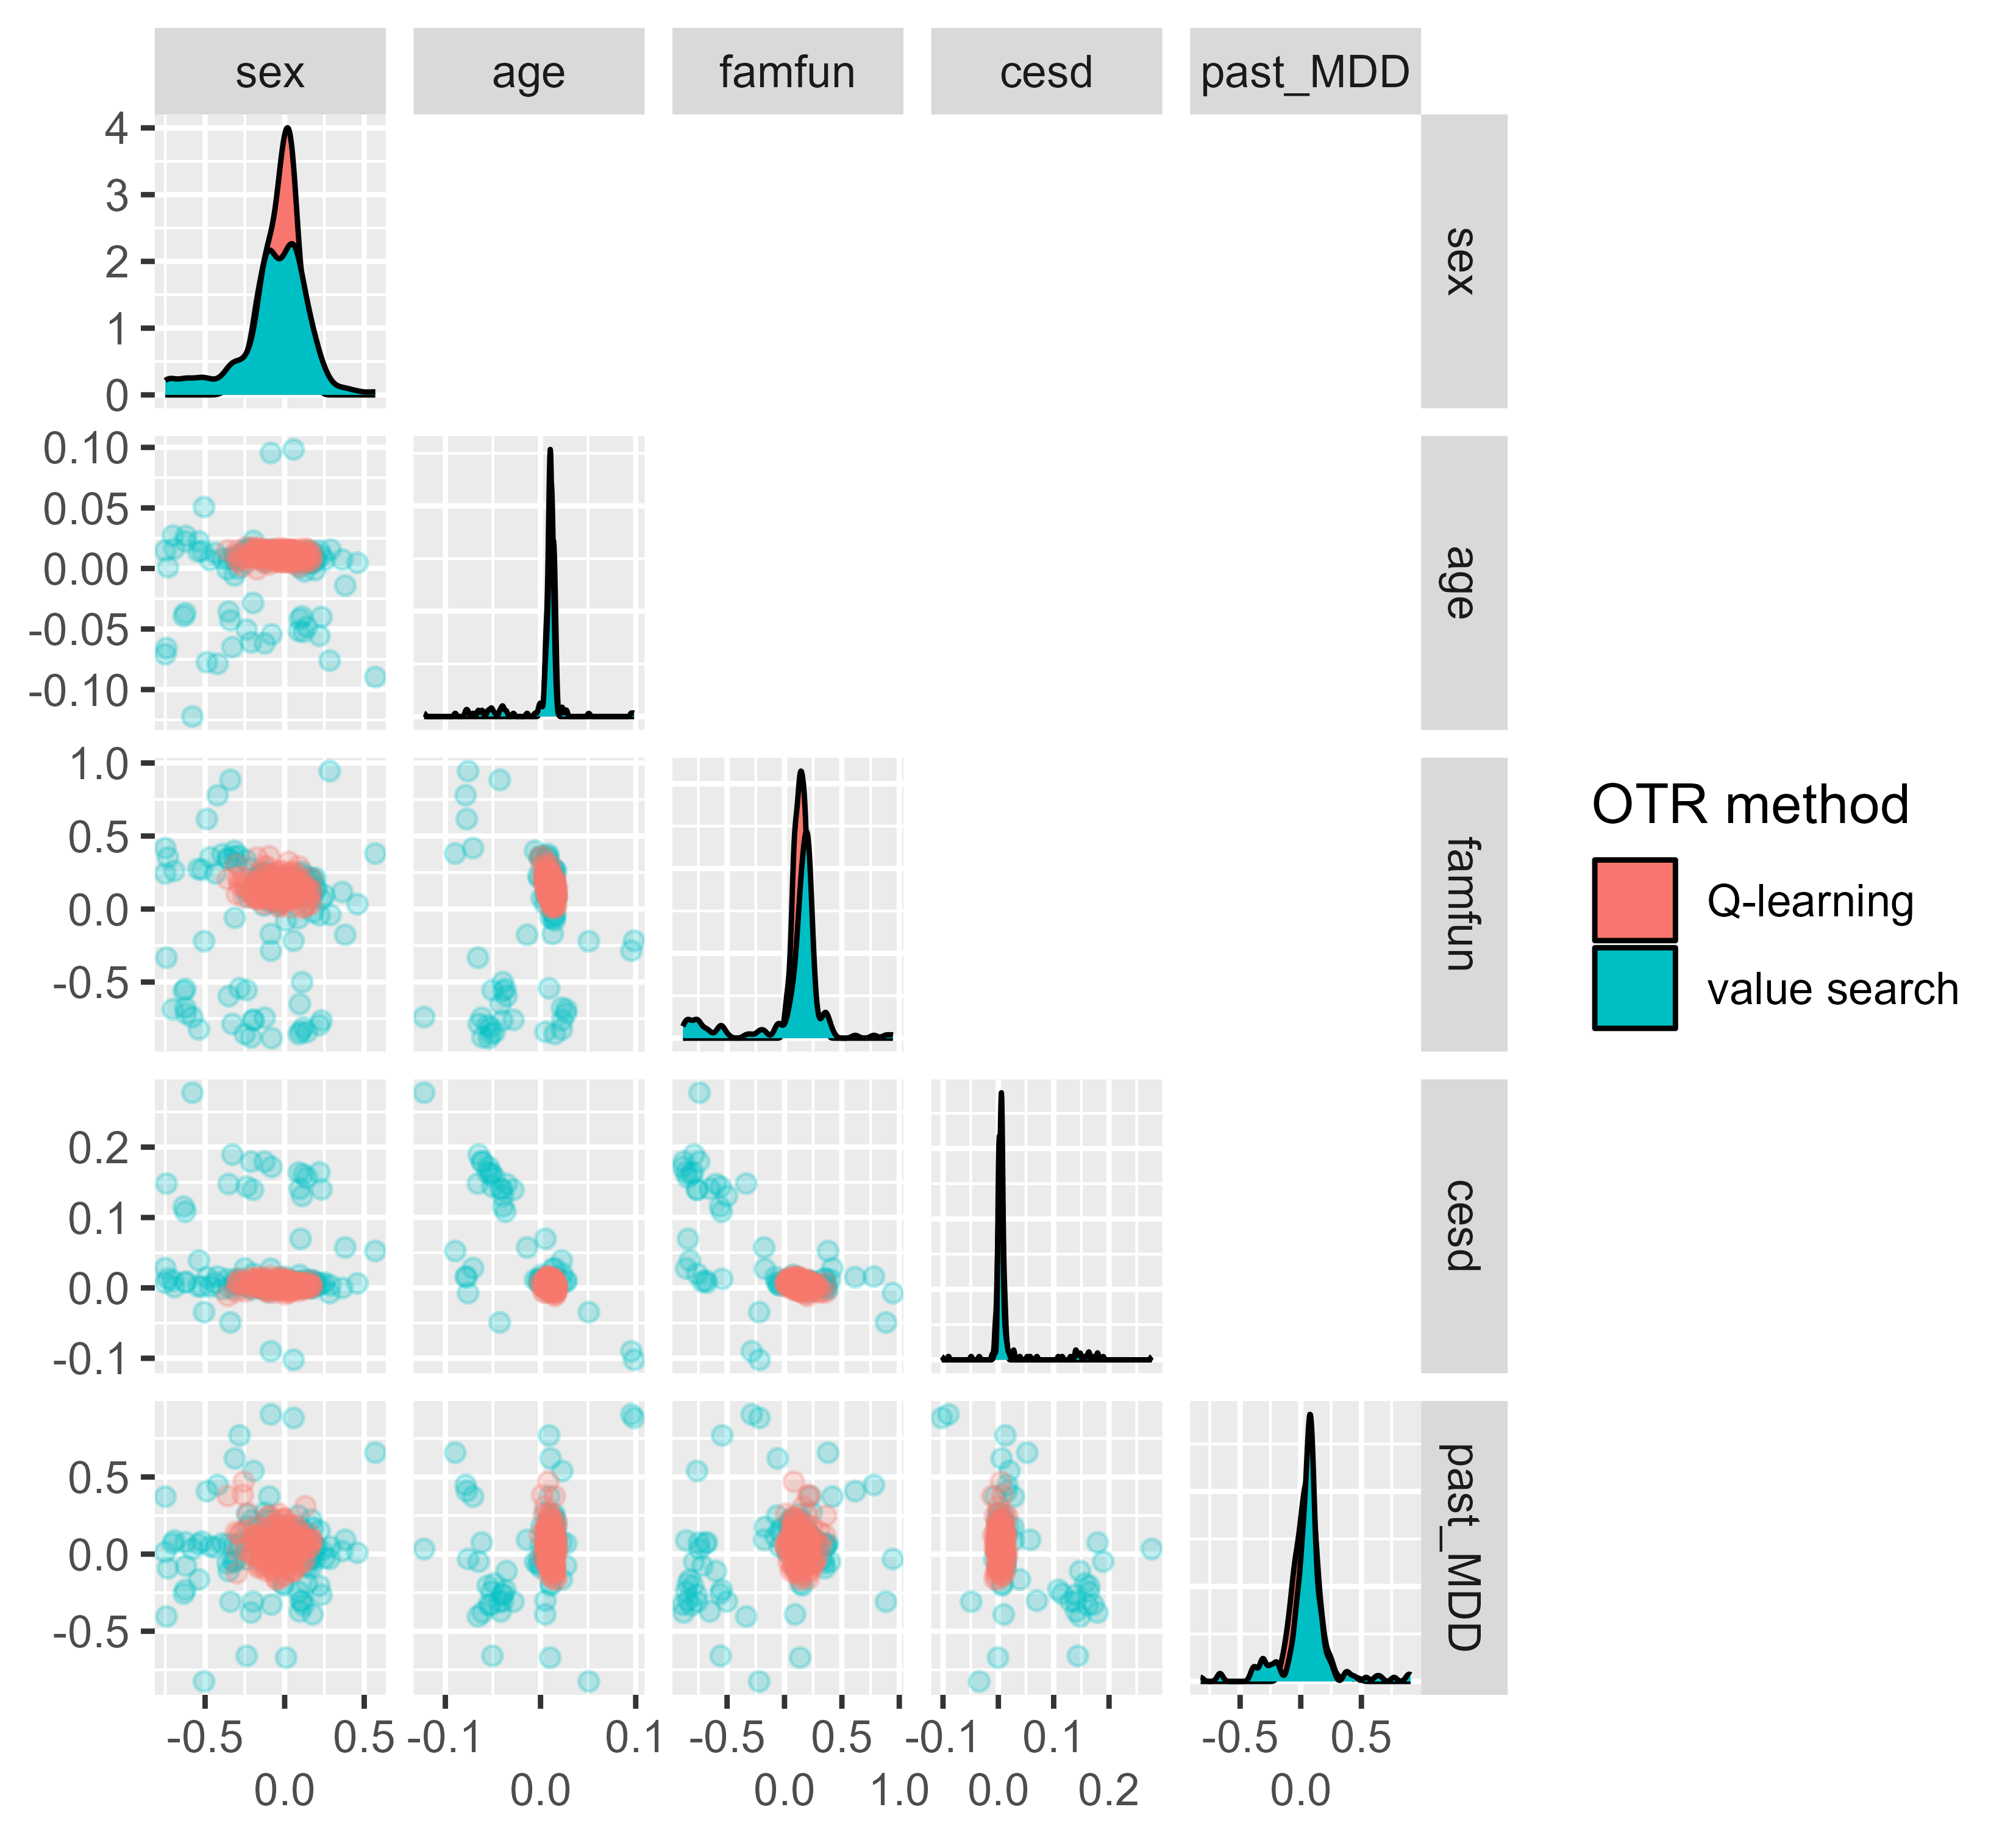 sex age famfun cesd past_MDD
4
3
2
1
0
sex
0.10
0.05
0.00
-0.05
-0.10
age
1.0
0.5
0.0
-0.5
famfun
OTR method
Q-learning
value search
0.2
0.1
0.0
-0.1
cesd
0.5
0.0
-0.5
past_MDD
-0.5 0.5 -0.1 0.1 -0.5 0.5 -0.1 0.1 -0.5 0.5
0.0 0.0 0.0 1.0 0.0 0.2 0.0